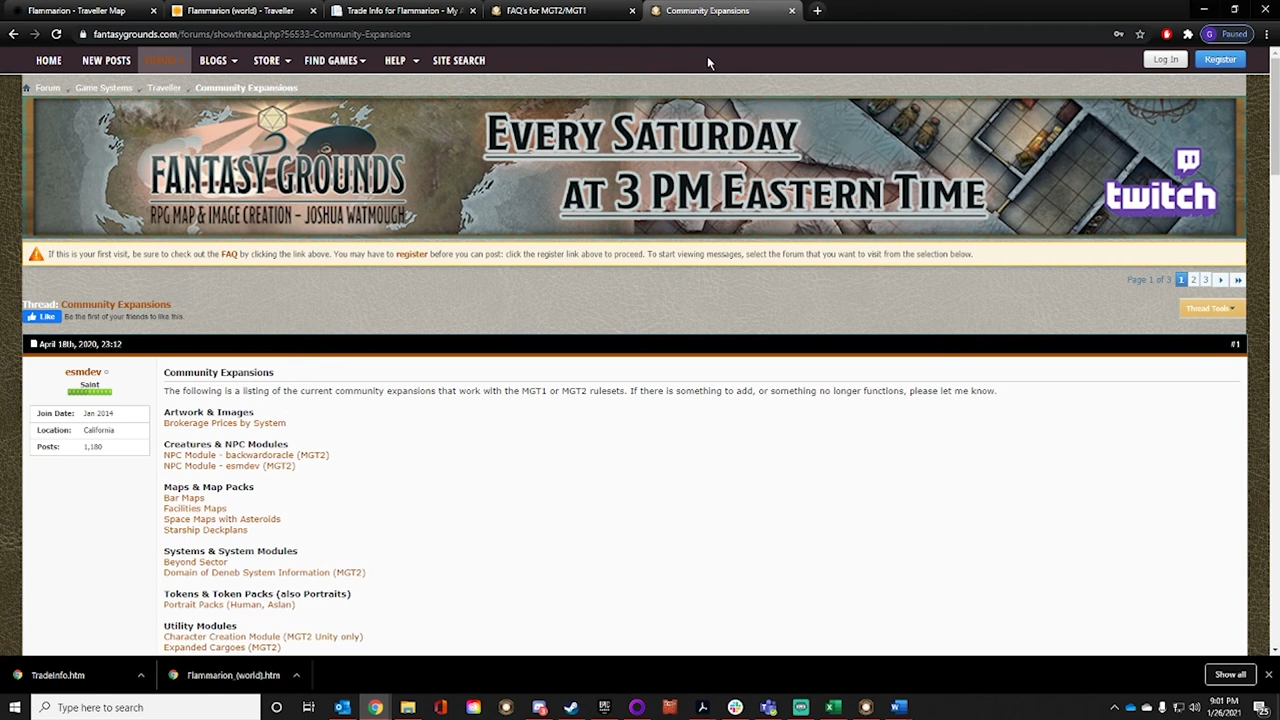 Flammarion - Traveller Map
Flammarion (world) - Traveller
Trade Info for Flammarion - My A
FAQ's for MGT2/MGT1
Community Expansions
fantasygrounds.com/forums/showthread.php?56533-Community-Expansions
Paused
HOME
NEW POSTS
FORUMS
BLOGS
STORE
FIND GAMES
HELP
SITE SEARCH
Log In
Register
Forum
Game Systems
Traveller
Community Expansions
FANTASY GROUNDS
RPG MAP & IMAGE CREATION - JOSHUA WATMOUGH
EVERY SATURDAY
AT 3 PM EASTERN TIME
twitch
If this is your first visit, be sure to check out the FAQ by clicking the link above. You may have to register before you can post: click the register link above to proceed. To start viewing messages, select the forum that you want to visit from the selection below.
Page 1 of 3 1 2 3
Thread: Community Expansions
Like Be the first of your friends to like this.
Thread Tools
April 18th, 2020, 23:12
#1
esmdev
Saint
Join Date: Jan 2014
Location: California
Posts: 1,180
Community Expansions
The following is a listing of the current community expansions that work with the MGT1 or MGT2 rulesets. If there is something to add, or something no longer functions, please let me know.
Artwork & Images
Brokerage Prices by System
Creatures & NPC Modules
NPC Module - backwardoracle (MGT2)
NPC Module - esmdev (MGT2)
Maps & Map Packs
Bar Maps
Facilities Maps
Space Maps with Asteroids
Starship Deckplans
Systems & System Modules
Beyond Sector
Domain of Deneb System Information (MGT2)
Tokens & Token Packs (also Portraits)
Portrait Packs (Human, Aslan)
Utility Modules
Character Creation Module (MGT2 Unity only)
Expanded Cargoes (MGT2)
TradeInfo.htm
Flammarion_(world).htm
Show all
Type here to search
9:01 PM
1/26/2021